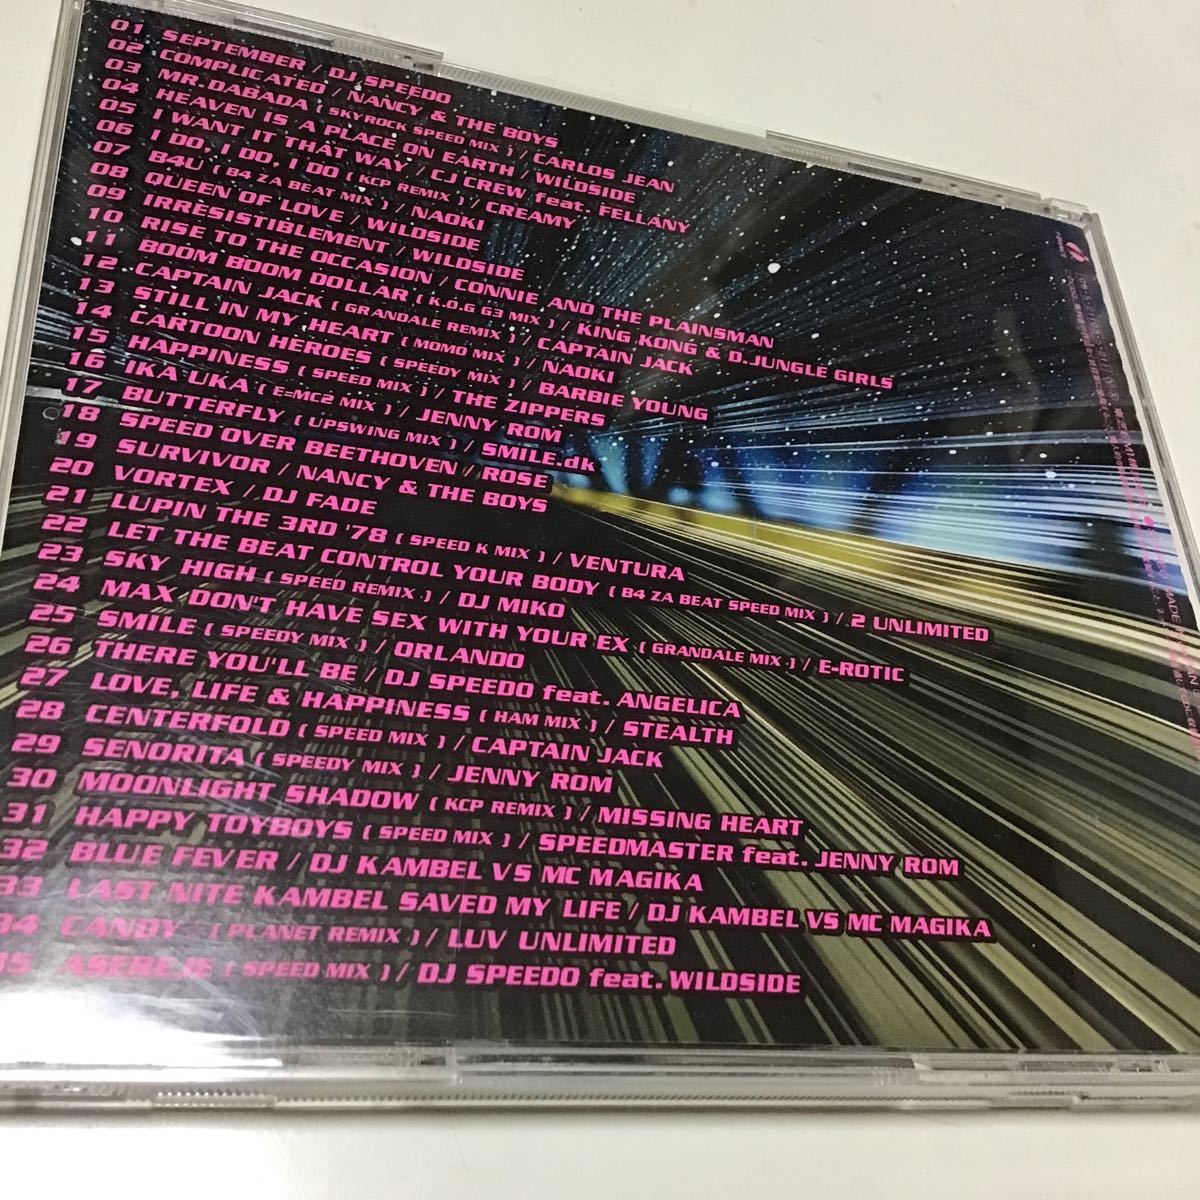 01 SEPTEMBER / DJ SPEEDO
02 COMPLICATED / NANCY & THE BOYS
03 MR.DABADA ( SKYROCK SPEED MIX ) / CARLOS JEAN
04 HEAVEN IS A PLACE ON EARTH / WILDSIDE
05 I WANT IT THAT WAY / CJ CREW feat. FELLANY
06 I DO, I DO, I DO ( KCP REMIX ) / CREAMY
07 B4U ( B4 ZA BEAT MIX ) / NAOKI
08 QUEEN OF LOVE / WILDSIDE
09 IRRESISTIBLEMENT / WILDSIDE
10 RISE TO THE OCCASION / CONNIE AND THE PLAINSMAN
11 BOOM BOOM DOLLAR ( K.O.G G3 MIX ) / KING KONG & D.JUNGLE GIRLS
12 CAPTAIN JACK ( GRANDALE REMIX ) / CAPTAIN JACK
13 STILL IN MY HEART ( MOMO MIX ) / NAOKI
14 CARTOON HEROES ( SPEEDY MIX ) / BARBIE YOUNG
15 HAPPINESS ( SPEED MIX ) / THE ZIPPERS
16 IKA UKA ( E=MC2 MIX ) / JENNY ROM
17 BUTTERFLY ( UPSWING MIX ) / SMILE.dk
18 SPEED OVER BEETHOVEN / ROSE
19 SURVIVOR / NANCY & THE BOYS
20 VORTEX / DJ FADE
21 LUPIN THE 3RD '78 ( SPEED K MIX ) / VENTURA
22 LET THE BEAT CONTROL YOUR BODY ( B4 ZA BEAT SPEED MIX ) / 2 UNLIMITED
23 SKY HIGH ( SPEED REMIX ) / DJ MIKO
24 MAX DON'T HAVE SEX WITH YOUR EX ( GRANDALE MIX ) / E-ROTIC
25 SMILE ( SPEEDY MIX ) / ORLANDO
26 THERE YOU'LL BE / DJ SPEEDO feat. ANGELICA
27 LOVE, LIFE & HAPPINESS ( HAM MIX ) / STEALTH
28 CENTERFOLD ( SPEED MIX ) / CAPTAIN JACK
29 SENORITA ( SPEEDY MIX ) / JENNY ROM
30 MOONLIGHT SHADOW ( KCP REMIX ) / MISSING HEART
31 HAPPY TOYBOYS ( SPEED MIX ) / SPEEDMASTER feat. JENNY ROM
32 BLUE FEVER / DJ KAMBEL VS MC MAGIKA
33 LAST NITE KAMBEL SAVED MY LIFE / DJ KAMBEL VS MC MAGIKA
34 CANDY ( PLANET REMIX ) / LUV UNLIMITED
35 ASEREJE ( SPEED MIX ) / DJ SPEEDO feat. WILDSIDE